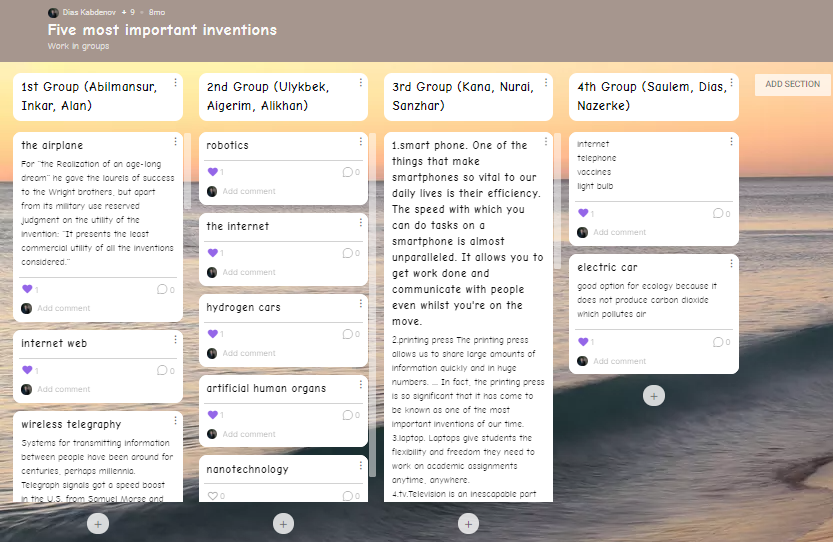 Dias Kabdenov + 9 • 8mo
Five most important inventions
Work in groups
ADD SECTION
1st Group (Abilmansur,
Inkar, Alan)
the airplane
For "the Realization of an age-long
dream" he gave the laurels of success
to the Wright brothers, but apart
from its military use reserved
judgment on the utility of the
invention: "It presents the least
commercial utility of all the inventions
considered."
1 0
Add comment
internet web
1 0
Add comment
wireless telegraphy
Systems for transmitting information
between people have been around for
centuries, perhaps millennia.
Telegraph signals got a speed boost
in the U.S. from Samuel Morse and
2nd Group (Ulykbek,
Aigerim, Alikhan)
robotics
1 0
Add comment
the internet
1 0
Add comment
hydrogen cars
1 0
Add comment
artificial human organs
1 0
Add comment
nanotechnology
0 0
3rd Group (Kana, Nurai,
Sanzhar)
1.smart phone. One of the
things that make
smartphones so vital to our
daily lives is their efficiency.
The speed with which you
can do tasks on a
smartphone is almost
unparalleled. It allows you to
get work done and
communicate with people
even whilst you're on the
move.
2.printing press The printing press
allows us to share large amounts of
information quickly and in huge
numbers. ... In fact, the printing press
is so significant that it has come to
be known as one of the most
important inventions of our time.
3.laptop. Laptops give students the
flexibility and freedom they need to
work on academic assignments
anytime, anywhere.
4.tv.Television is an inescapable part
4th Group (Saulem, Dias,
Nazerke)
internet
telephone
vaccines
light bulb
1 0
Add comment
electric car
good option for ecology because it
does not produce carbon dioxide
which pollutes air
1 0
Add comment